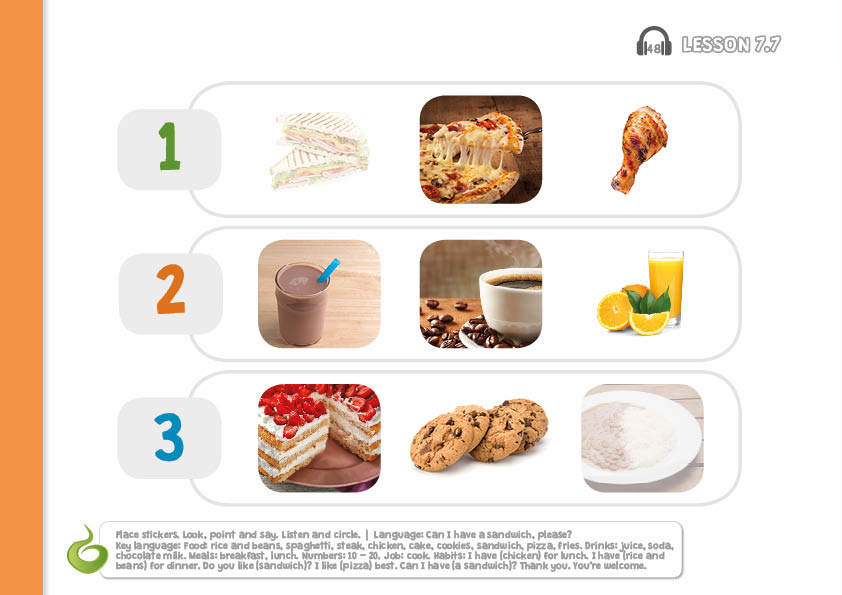 48 LESSON 7.7
1
2
3
Place stickers. Look, point and say. Listen and circle. | Language: Can I have a sandwich, please?
Key language: Food: rice and beans, spaghetti, steak, chicken, cake, cookies, sandwich, pizza, fries. Drinks: juice, soda,
chocolate milk. Meals: breakfast, lunch. Numbers: 10 – 20. Job: cook. Habits: I have (chicken) for lunch. I have (rice and
beans) for dinner. Do you like (sandwich)? I like (pizza) best. Can I have (a sandwich)? Thank you. You're welcome.